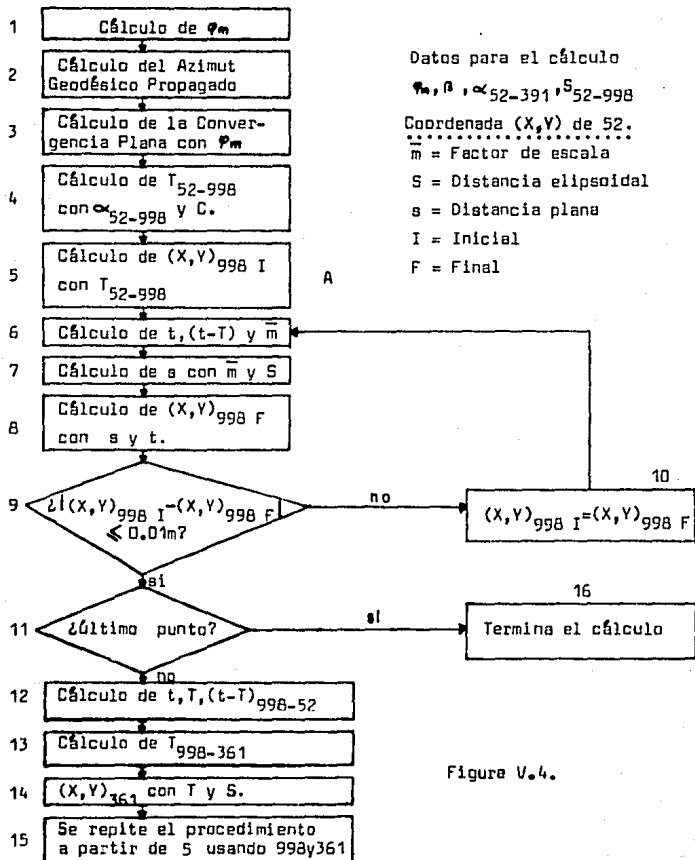 1 Cálculo de φm
2 Cálculo del Azimut
Geodésico Propagado
3 Cálculo de la Conver-
gencia Plana con φm
4 Cálculo de T52-998
con α52-998 y C.
5 Cálculo de (X,Y)998 I
con T52-998
A
6 Cálculo de t,(t-T) y m̅
7 Cálculo de s con m̅ y S
8 Cálculo de (X,Y)998 F
con s y t.
9 ¿|(X,Y)998 I-(X,Y)998 F|
⩽ 0.01m?
no
10
(X,Y)998 I=(X,Y)998 F
si
11 ¿Último punto?
sí
16
Termina el cálculo
no
12 Cálculo de t,T,(t-T)998-52
13 Cálculo de T998-361
14 (X,Y)361 con T y S.
15 Se repite el procedimiento
a partir de 5 usando 998y361
Datos para el cálculo
φm, β, α52-391, S52-998
Coordenada (X,Y) de 52.
m̅ = Factor de escala
S = Distancia elipsoidal
s = Distancia plana
I = Inicial
F = Final
Figura V.4.